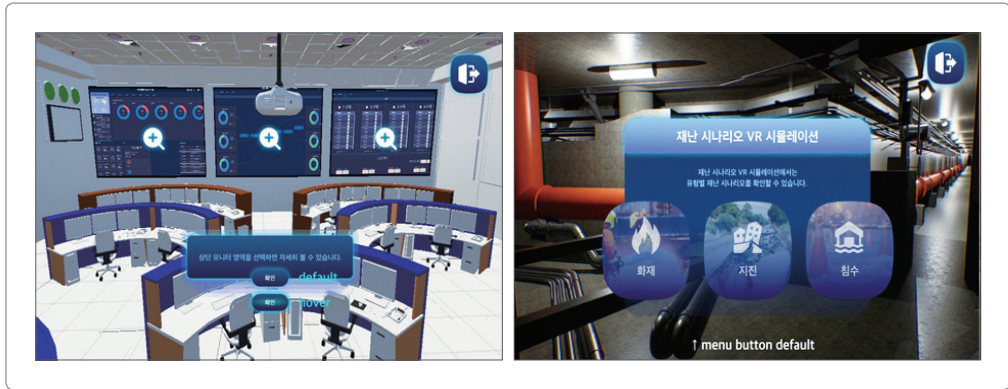 상단 모니터 영역을 선택하면 자세히 볼 수 있습니다.
확인
default
확인
hover
재난 시나리오 VR 시뮬레이션
재난 시나리오 VR 시뮬레이션에서는
유형별 재난 시나리오를 확인할 수 있습니다.
화재
지진
침수
↑ menu button default